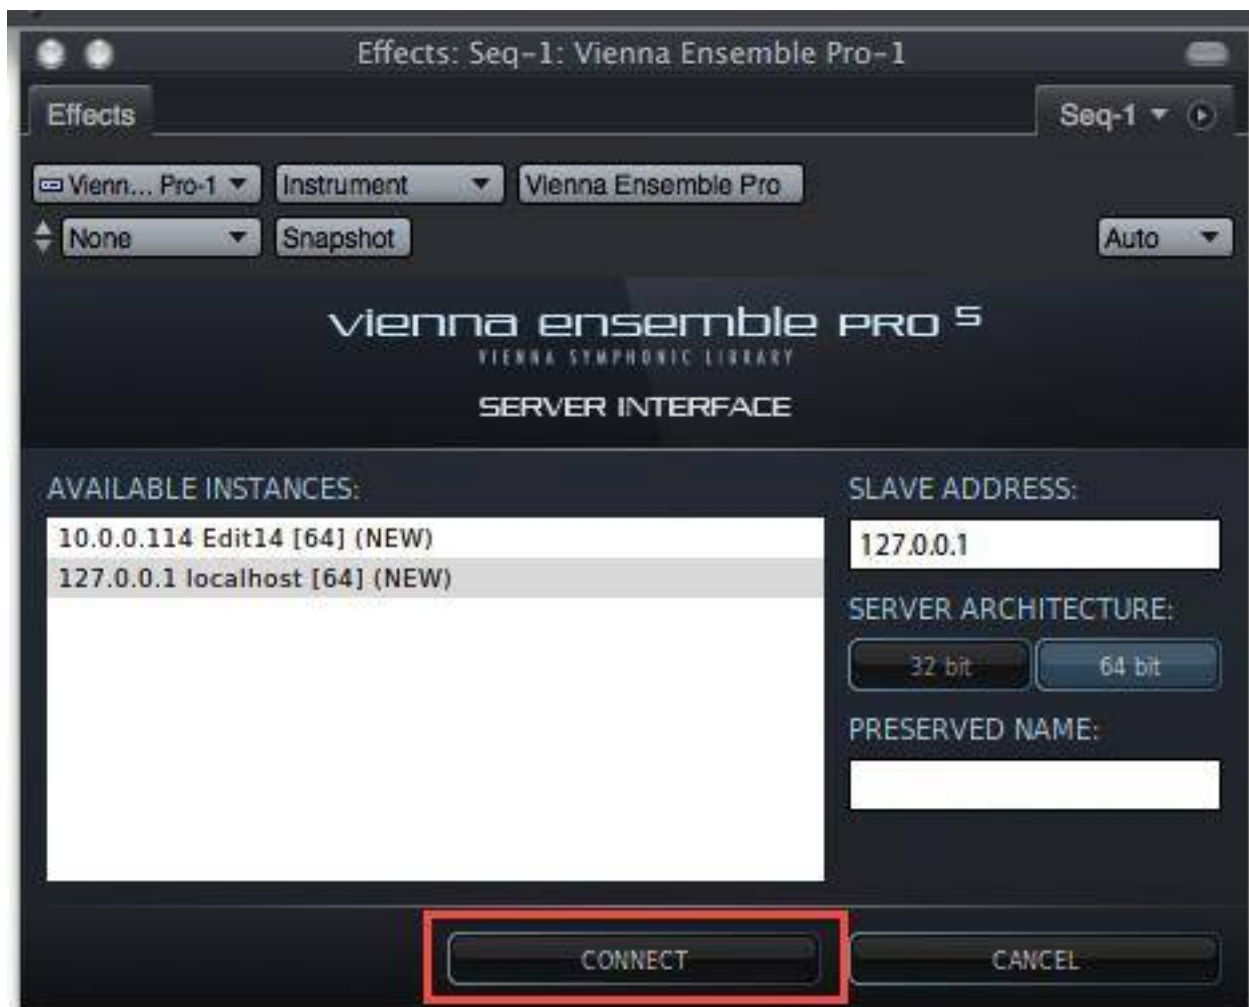 Effects: Seq-1: Vienna Ensemble Pro-1
Effects
Seq-1
Vienn... Pro-1
Instrument
Vienna Ensemble Pro
None
Snapshot
Auto
vienna ensemble PRO 5
VIENNA SYMPHONIC LIBRARY
SERVER INTERFACE
AVAILABLE INSTANCES:
10.0.0.114 Edit14 [64] (NEW)
127.0.0.1 localhost [64] (NEW)
SLAVE ADDRESS:
127.0.0.1
SERVER ARCHITECTURE:
32 bit
64 bit
PRESERVED NAME:
CONNECT
CANCEL